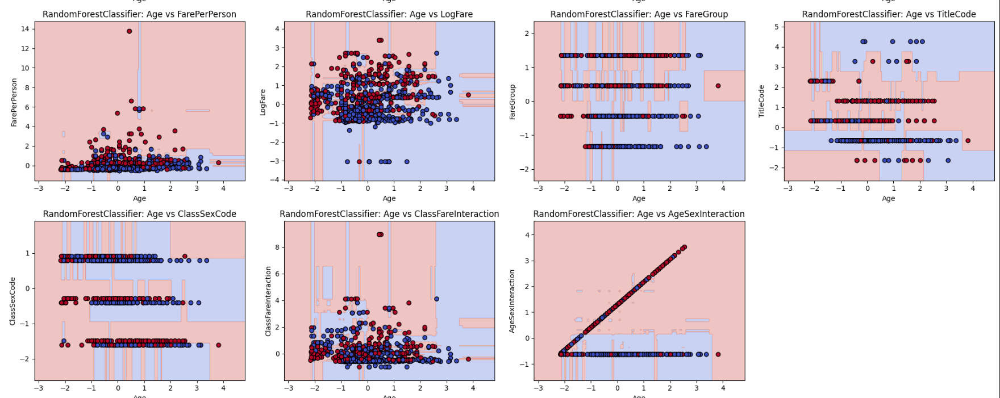 Age Age Age Age
RandomForestClassifier: Age vs FarePerPerson
14
12
10
8
6
4
2
0
FarePerPerson
−3 −2 −1 0 1 2 3 4
Age
RandomForestClassifier: Age vs LogFare
4
3
2
1
0
−1
−2
−3
−4
LogFare
−3 −2 −1 0 1 2 3 4
Age
RandomForestClassifier: Age vs FareGroup
2
1
0
−1
−2
FareGroup
−3 −2 −1 0 1 2 3 4
Age
RandomForestClassifier: Age vs TitleCode
5
4
3
2
1
0
−1
−2
TitleCode
−3 −2 −1 0 1 2 3 4
Age
RandomForestClassifier: Age vs ClassSexCode
1
0
−1
−2
ClassSexCode
−3 −2 −1 0 1 2 3 4
Age
RandomForestClassifier: Age vs ClassFareInteraction
8
6
4
2
0
ClassFareInteraction
−3 −2 −1 0 1 2 3 4
Age
RandomForestClassifier: Age vs AgeSexInteraction
4
3
2
1
0
−1
AgeSexInteraction
−3 −2 −1 0 1 2 3 4
Age